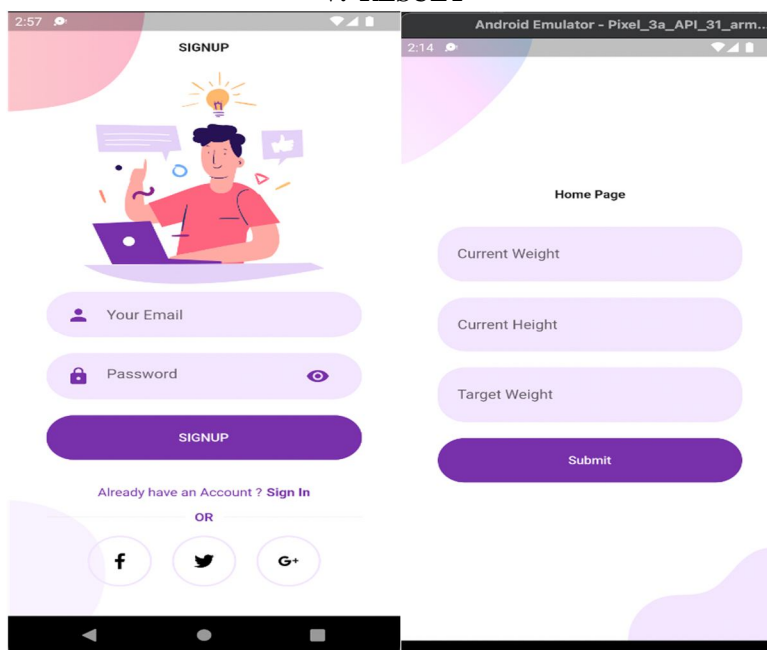 2:57
SIGNUP
Your Email
Password
SIGNUP
Already have an Account ? Sign In
OR
f
G+
Android Emulator - Pixel_3a_API_31_arm...
2:14
Home Page
Current Weight
Current Height
Target Weight
Submit